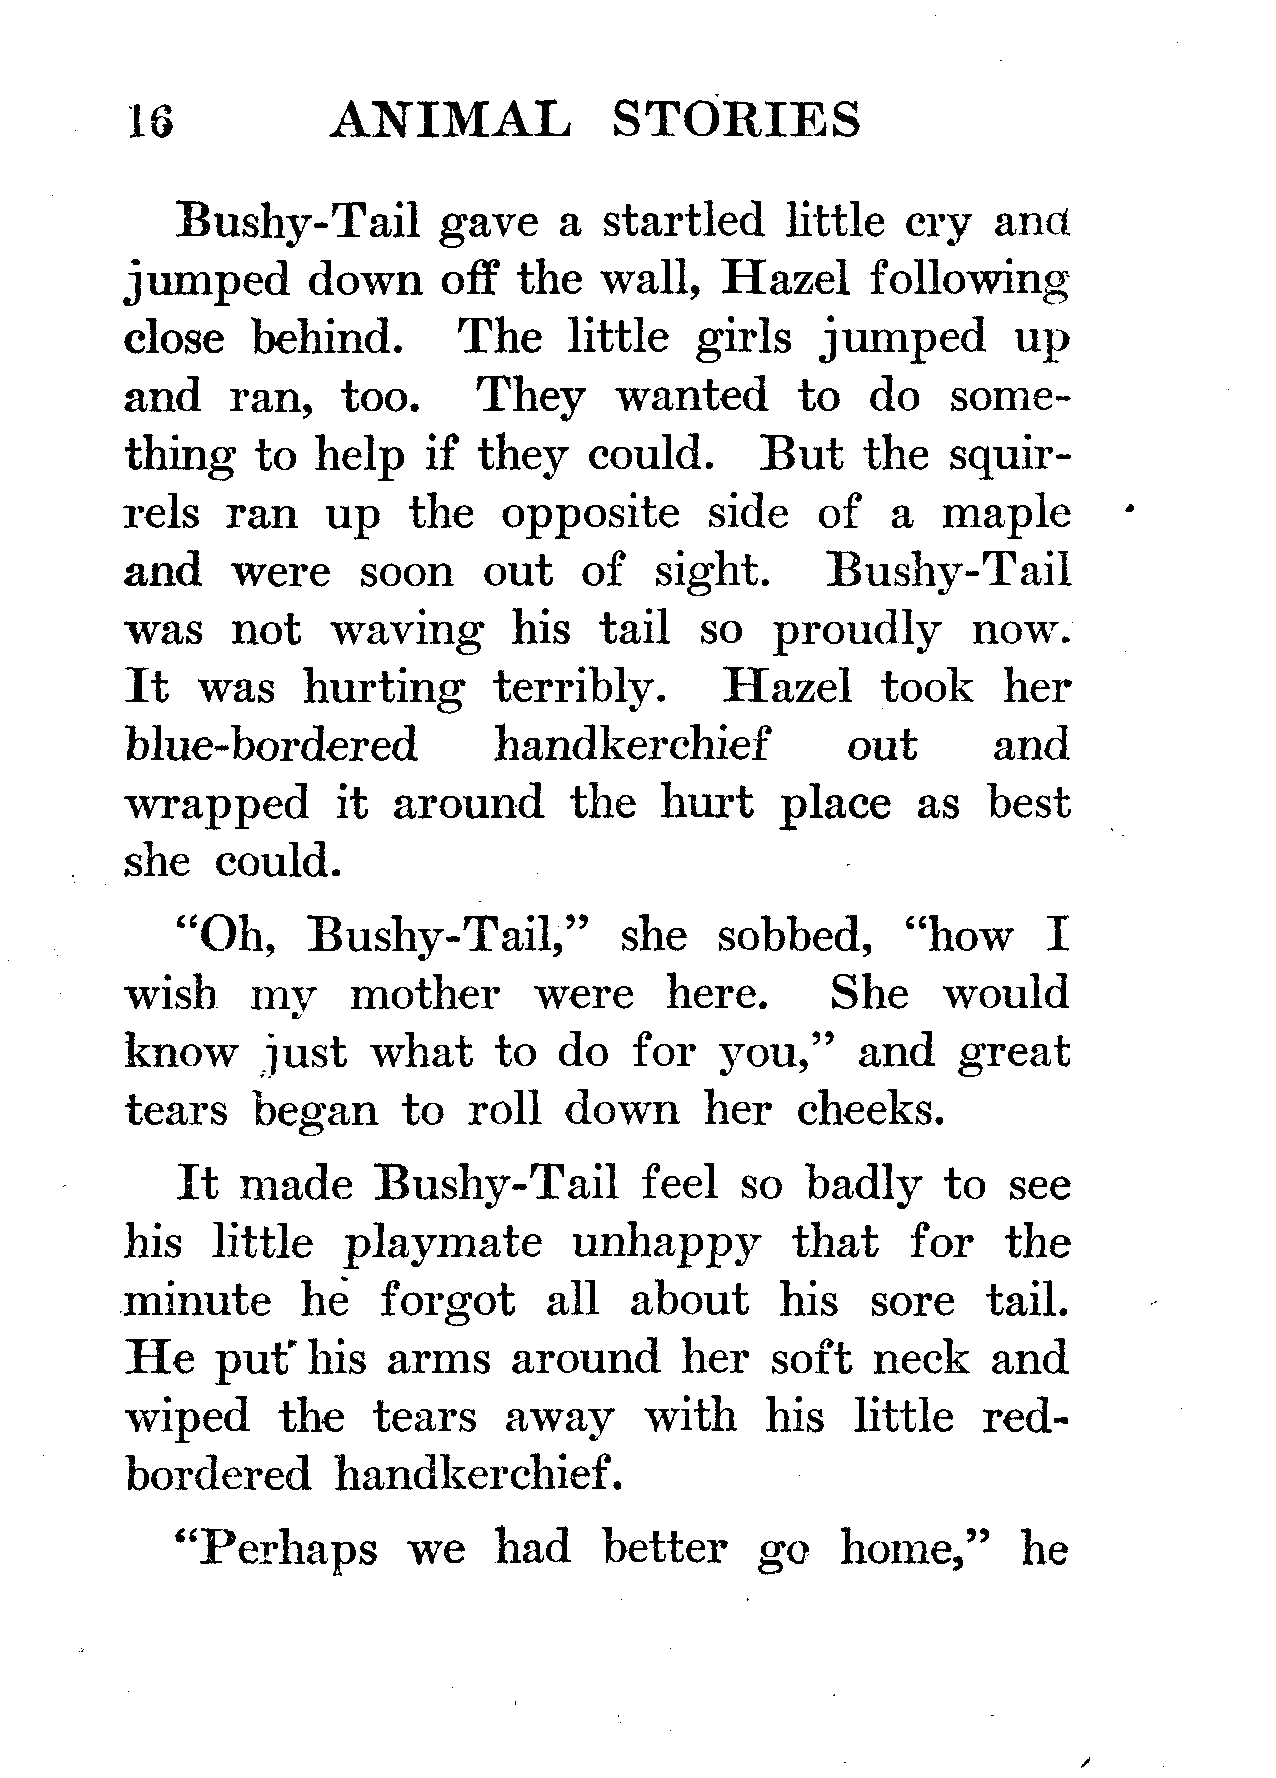 16 ANIMAL STORIES
Bushy-Tail gave a startled little cry and
jumped down off the wall, Hazel following
close behind. The little girls jumped up
and ran, too. They wanted to do some-
thing to help if they could. But the squir-
rels ran up the opposite side of a maple
and were soon out of sight. Bushy-Tail
was not waving his tail so proudly now.
It was hurting terribly. Hazel took her
blue-bordered handkerchief out and
wrapped it around the hurt place as best
she could.
“Oh, Bushy-Tail,” she sobbed, “how I
wish my mother were here. She would
know just what to do for you,” and great
tears began to roll down her cheeks.
It made Bushy-Tail feel so badly to see
his little playmate unhappy that for the
minute he forgot all about his sore tail.
He put his arms around her soft neck and
wiped the tears away with his little red-
bordered handkerchief.
“Perhaps we had better go home,” he